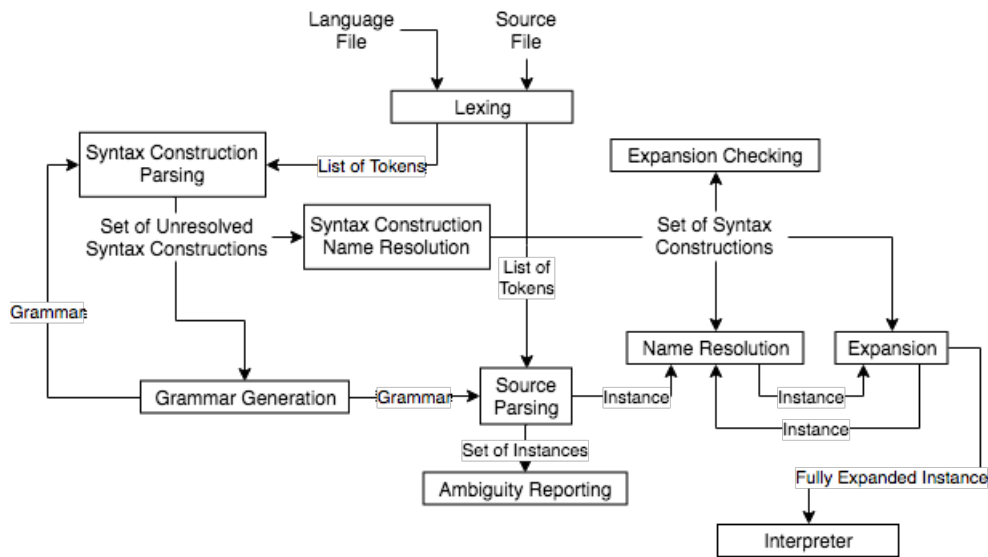 Language
File
Source
File
Lexing
Syntax Construction
Parsing
List of Tokens
Expansion Checking
Set of Unresolved
Syntax Constructions
Syntax Construction
Name Resolution
Set of Syntax
Constructions
List of
Tokens
Grammar
Name Resolution
Expansion
Grammar Generation
Grammar
Source
Parsing
Instance
Instance
Instance
Set of Instances
Ambiguity Reporting
Fully Expanded Instance
Interpreter